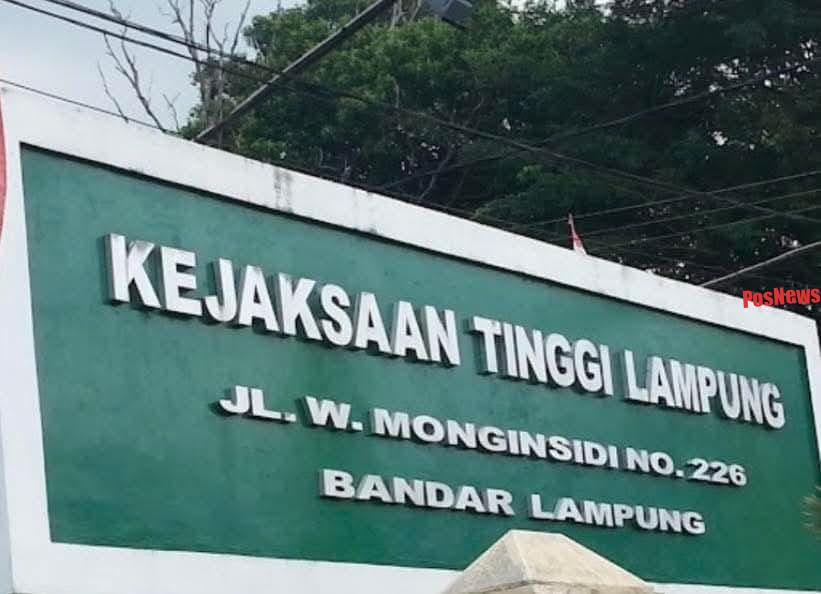 KEJAKSAAN TINGGI LAMPUNG
JL. W. MONGINSIDI NO. 226
BANDAR LAMPUNG
PosNews